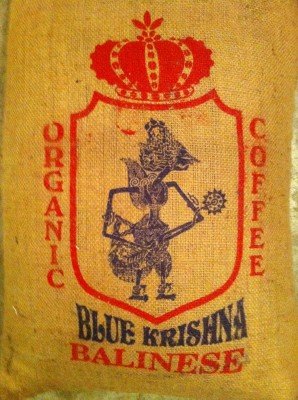 ORGANIC
COFFEE
BLUE KRISHNA
BALINESE